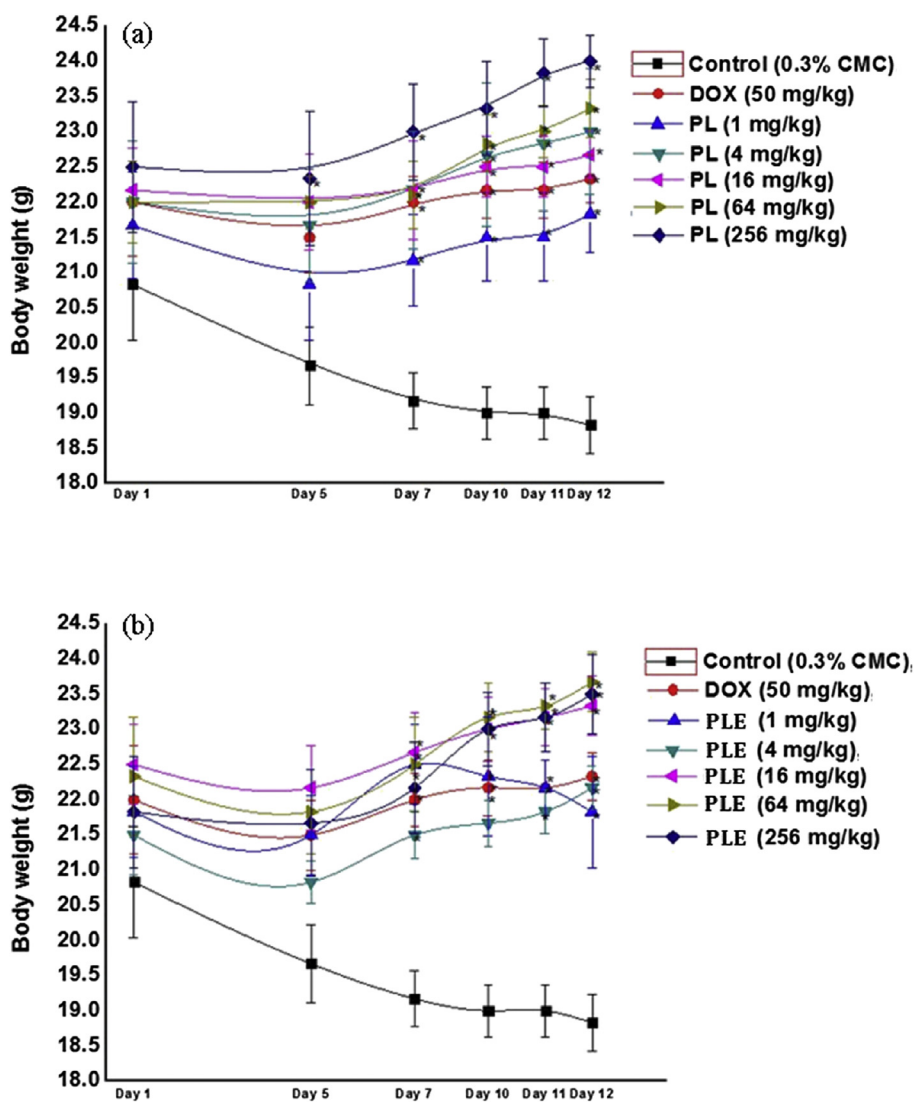 (a)
24.5
24.0
23.5
23.0
22.5
22.0
21.5
21.0
20.5
20.0
19.5
19.0
18.5
18.0
Body weight (g)
Day 1 Day 5 Day 7 Day 10 Day 11 Day 12
Control (0.3% CMC)
DOX (50 mg/kg)
PL (1 mg/kg)
PL (4 mg/kg)
PL (16 mg/kg)
PL (64 mg/kg)
PL (256 mg/kg)
(b)
24.5
24.0
23.5
23.0
22.5
22.0
21.5
21.0
20.5
20.0
19.5
19.0
18.5
18.0
Body weight (g)
Day 1 Day 5 Day 7 Day 10 Day 11 Day 12
Control (0.3% CMC)
DOX (50 mg/kg)
PLE (1 mg/kg)
PLE (4 mg/kg)
PLE (16 mg/kg)
PLE (64 mg/kg)
PLE (256 mg/kg)